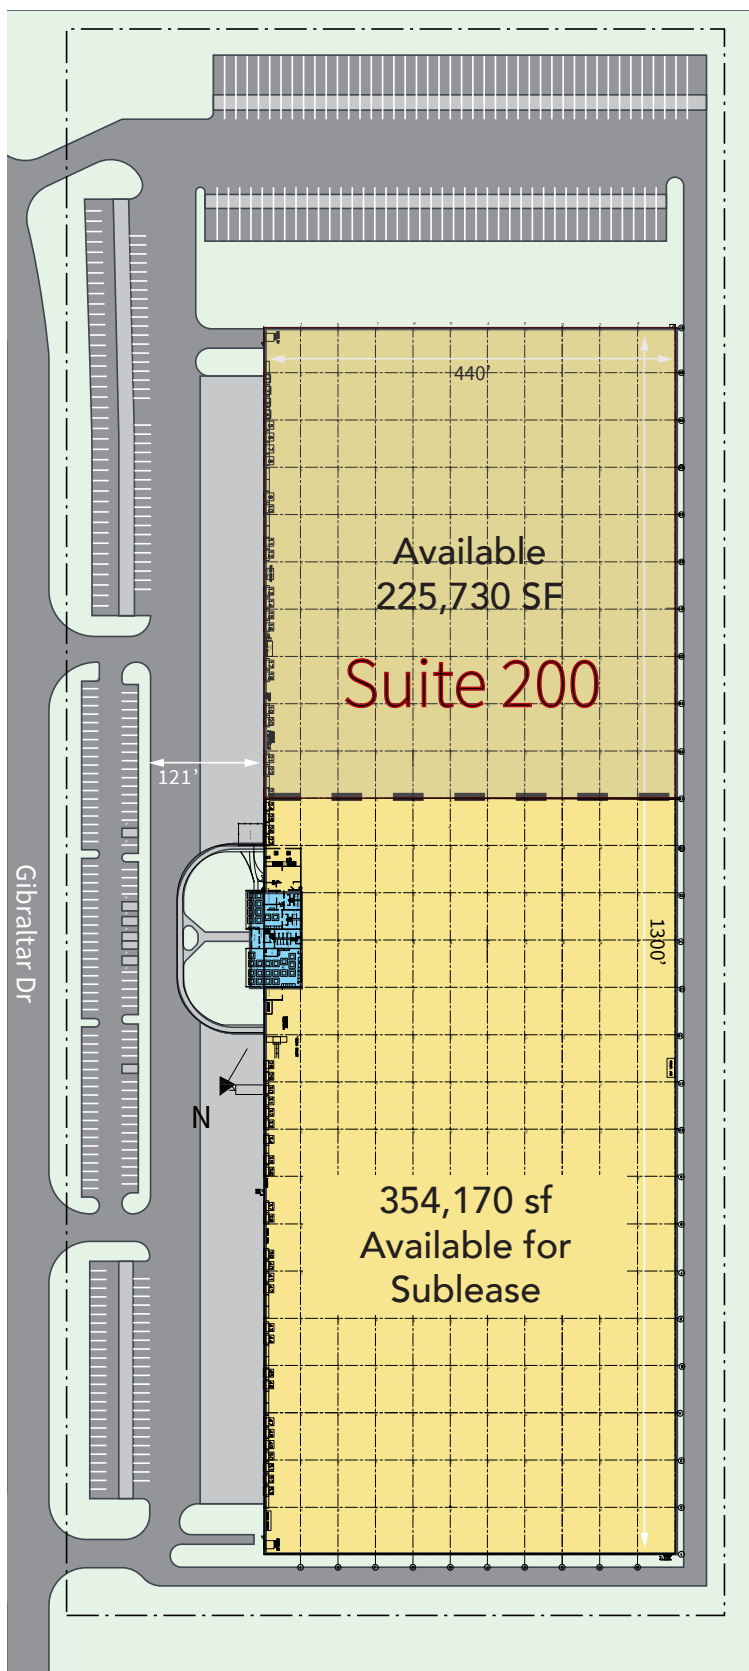 440’
Available
225,730 SF
Suite 200
121’
Gibraltar Dr
1300’
N
354,170 sf
Available for
Sublease